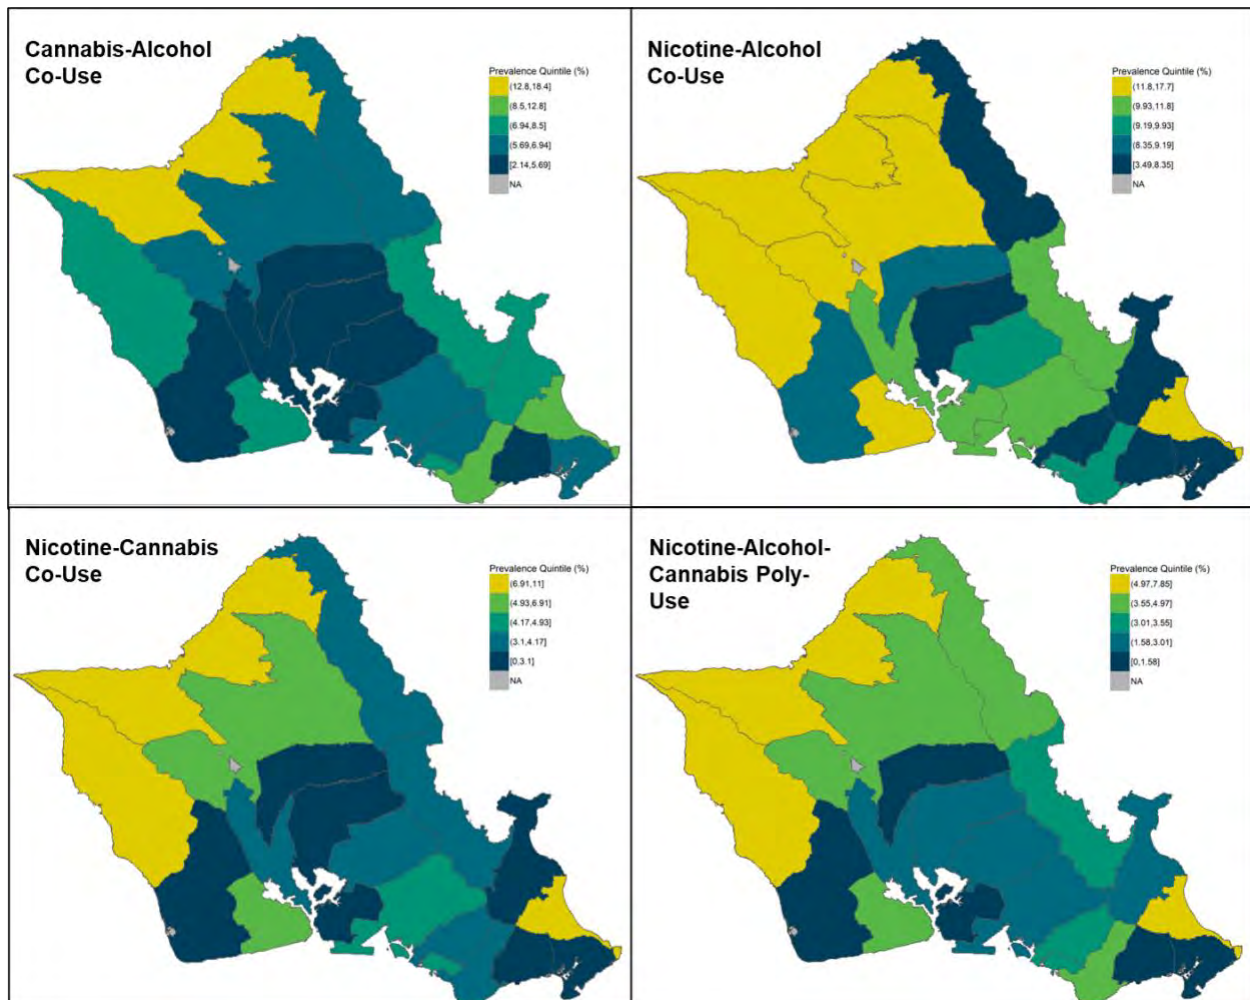 Cannabis-Alcohol
Co-Use
Prevalence Quintile (%)
(12.8,18.4]
(8.5,12.8]
(6.94,8.5]
(5.69,6.94]
[2.14,5.69]
NA
Nicotine-Alcohol
Co-Use
Prevalence Quintile (%)
(11.8,17.7]
(9.93,11.8]
(9.19,9.93]
(8.35,9.19]
[3.49,8.35]
NA
Nicotine-Cannabis
Co-Use
Prevalence Quintile (%)
(6.91,11]
(4.93,6.91]
(4.17,4.93]
(3.1,4.17]
[0,3.1]
NA
Nicotine-Alcohol-
Cannabis Poly-
Use
Prevalence Quintile (%)
(4.97,7.85]
(3.55,4.97]
(3.01,3.55]
(1.58,3.01]
[0,1.58]
NA